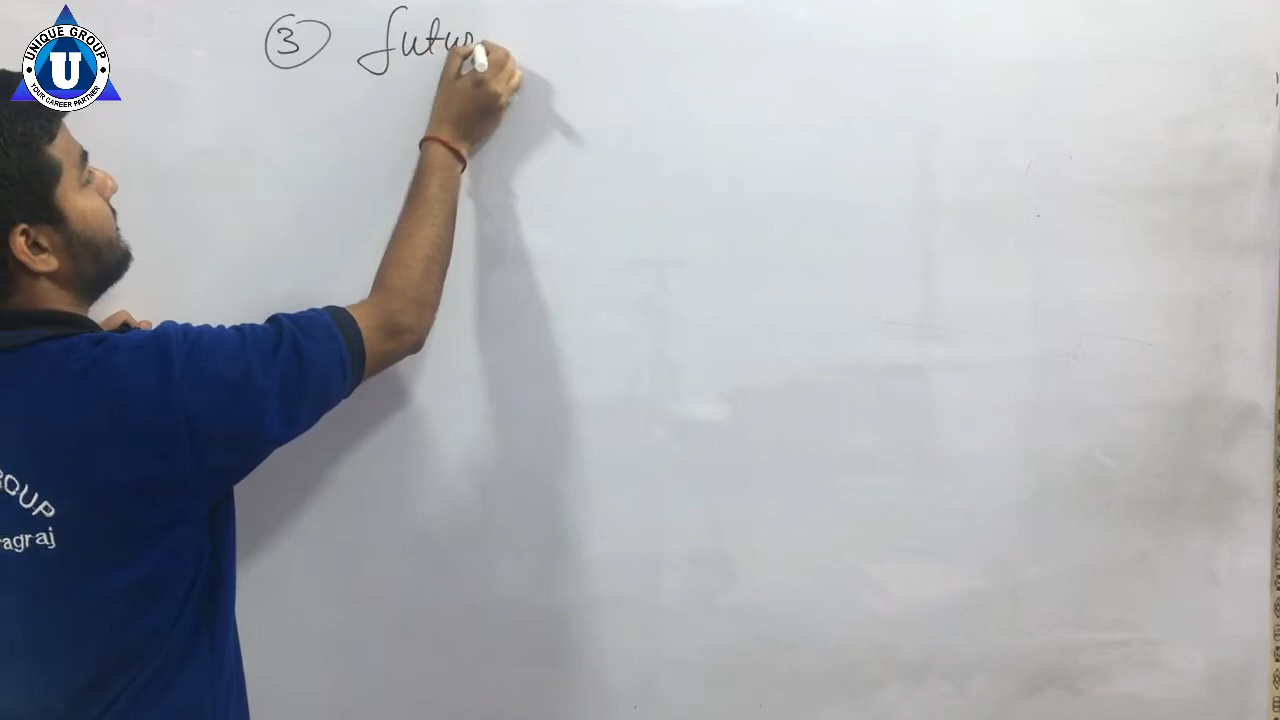 UNIQUE GROUP
U
YOUR CAREER PARTNER
3 futur
OUP
agraj